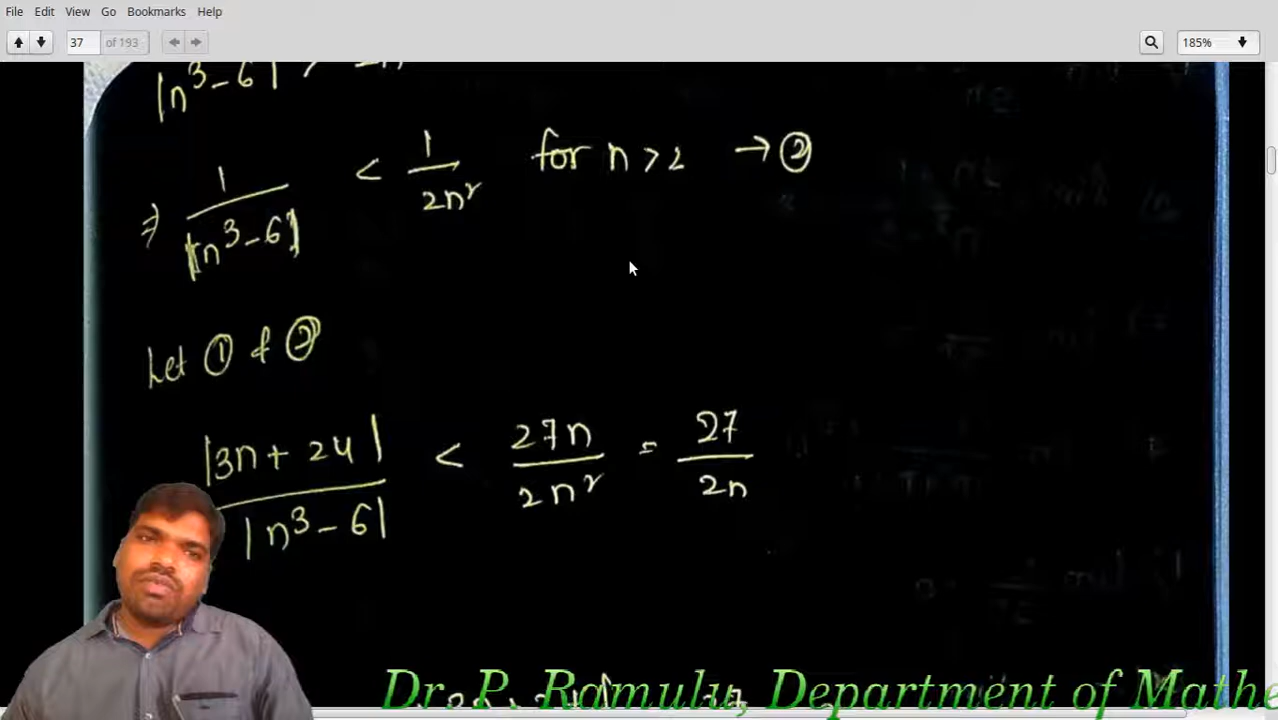 File Edit View Go Bookmarks Help
37 of 193 185%
|n³-6|
⇒ 1/|n³-6| < 1/2n² for n>2 → ②
Let ① & ②
|3n+24|/|n³-6| < 27n/2n² = 27/2n
Dr. P. Ramulu, Department of Mathe